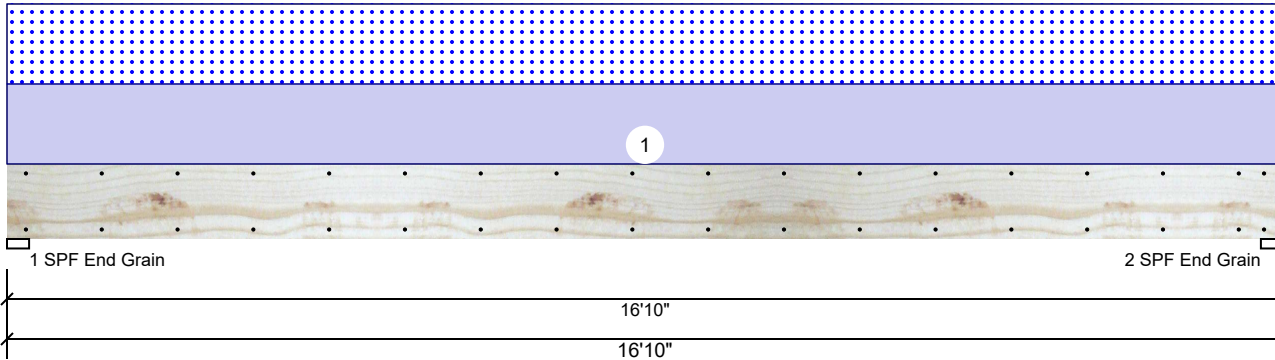 1
1 SPF End Grain
2 SPF End Grain
16'10"
16'10"